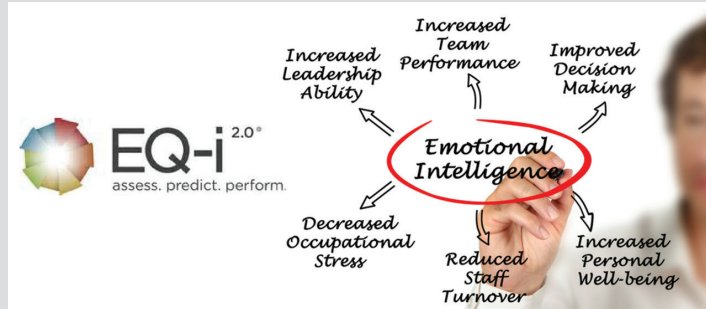 EQ-i 2.0®
assess. predict. perform.
Increased
Leadership
Ability
Increased
Team
Performance
Improved
Decision
Making
Emotional
Intelligence
Decreased
Occupational
Stress
Reduced
Staff
Turnover
Increased
Personal
Well-being